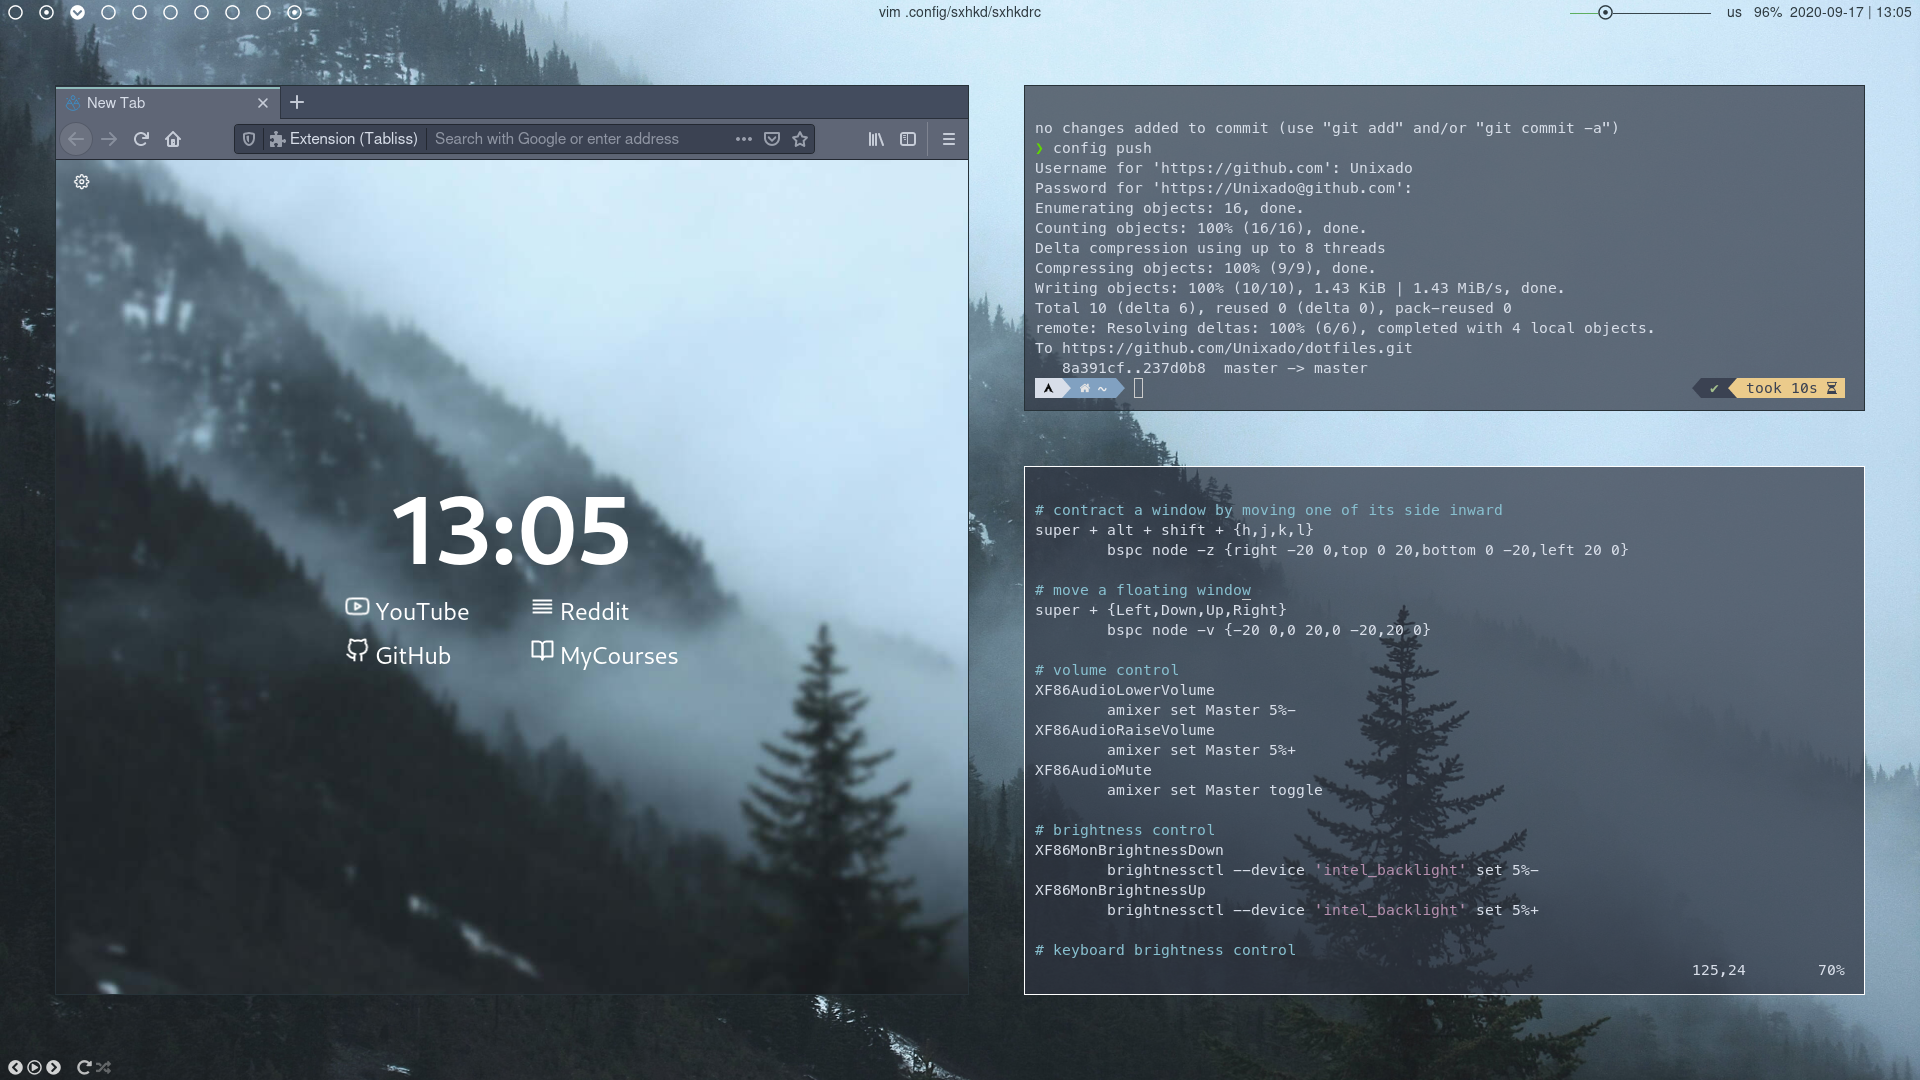 vim .config/sxhkd/sxhkdrc
us 96% 2020-09-17 | 13:05
New Tab
Extension (Tabliss) Search with Google or enter address
13:05
YouTube Reddit
GitHub MyCourses
no changes added to commit (use "git add" and/or "git commit -a")
❯ config push
Username for 'https://github.com': Unixado
Password for 'https://Unixado@github.com':
Enumerating objects: 16, done.
Counting objects: 100% (16/16), done.
Delta compression using up to 8 threads
Compressing objects: 100% (9/9), done.
Writing objects: 100% (10/10), 1.43 KiB | 1.43 MiB/s, done.
Total 10 (delta 6), reused 0 (delta 0), pack-reused 0
remote: Resolving deltas: 100% (6/6), completed with 4 local objects.
To https://github.com/Unixado/dotfiles.git
   8a391cf..237d0b8  master -> master
~ ✔ took 10s
# contract a window by moving one of its side inward
super + alt + shift + {h,j,k,l}
        bspc node -z {right -20 0,top 0 20,bottom 0 -20,left 20 0}
# move a floating window
super + {Left,Down,Up,Right}
        bspc node -v {-20 0,0 20,0 -20,20 0}
# volume control
XF86AudioLowerVolume
        amixer set Master 5%-
XF86AudioRaiseVolume
        amixer set Master 5%+
XF86AudioMute
        amixer set Master toggle
# brightness control
XF86MonBrightnessDown
        brightnessctl --device 'intel_backlight' set 5%-
XF86MonBrightnessUp
        brightnessctl --device 'intel_backlight' set 5%+
# keyboard brightness control
125,24 70%